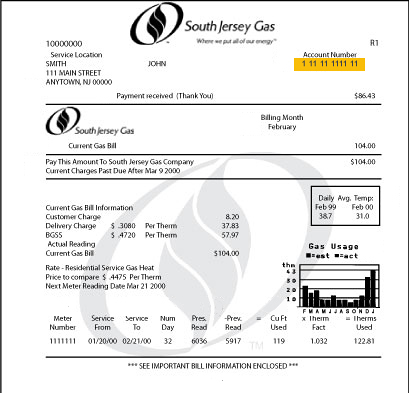 South Jersey Gas
Where we put all of our energy™
10000000 R1
Service Location Account Number
SMITH JOHN 1 11 11 1111 11
111 MAIN STREET
ANYTOWN, NJ 00000
Payment received (Thank You) $86.43
South Jersey Gas
Billing Month
February
Current Gas Bill 104.00
Pay This Amount To South Jersey Gas Company $104.00
Current Charges Past Due After Mar 9 2000
Daily Avg. Temp:
Feb 99 Feb 00
38.7 31.0
Current Gas Bill Information
Customer Charge 8.20
Delivery Charge $ .3080 Per Therm 37.83
BGSS $ .4720 Per Therm 57.97
Actual Reading
Current Gas Bill $104.00
Gas Usage
=est =act
Rate - Residential Service Gas Heat
Price to compare $ .4475 Per Therm
Next Meter Reading Date Mar 21 2000
thm
43
30
20
10
F M A M J J A S O N D J
Meter Service Service Num Pres. -Prev. = Cu Ft x Therm = Therms
Number From To Day Read Read Used Fact Used
1111111 01/20/00 02/21/00 32 6036 5917 119 1.032 122.81
TM
*** SEE IMPORTANT BILL INFORMATION ENCLOSED ***